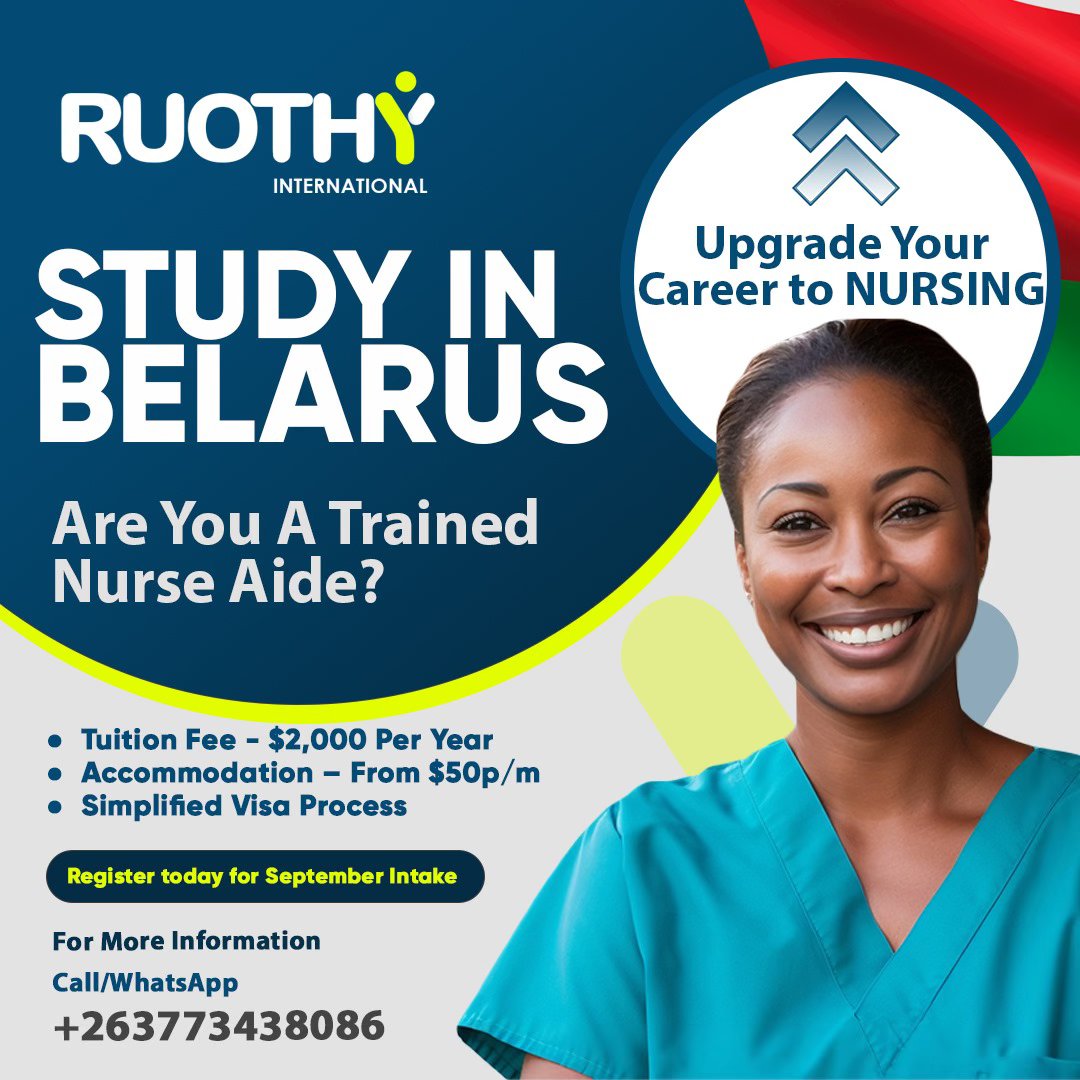 RUOTHY
INTERNATIONAL
STUDY IN
BELARUS
Upgrade Your
Career to NURSING
Are You A Trained
Nurse Aide?
• Tuition Fee - $2,000 Per Year
• Accommodation – From $50p/m
• Simplified Visa Process
Register today for September Intake
For More Information
Call/WhatsApp
+263773438086